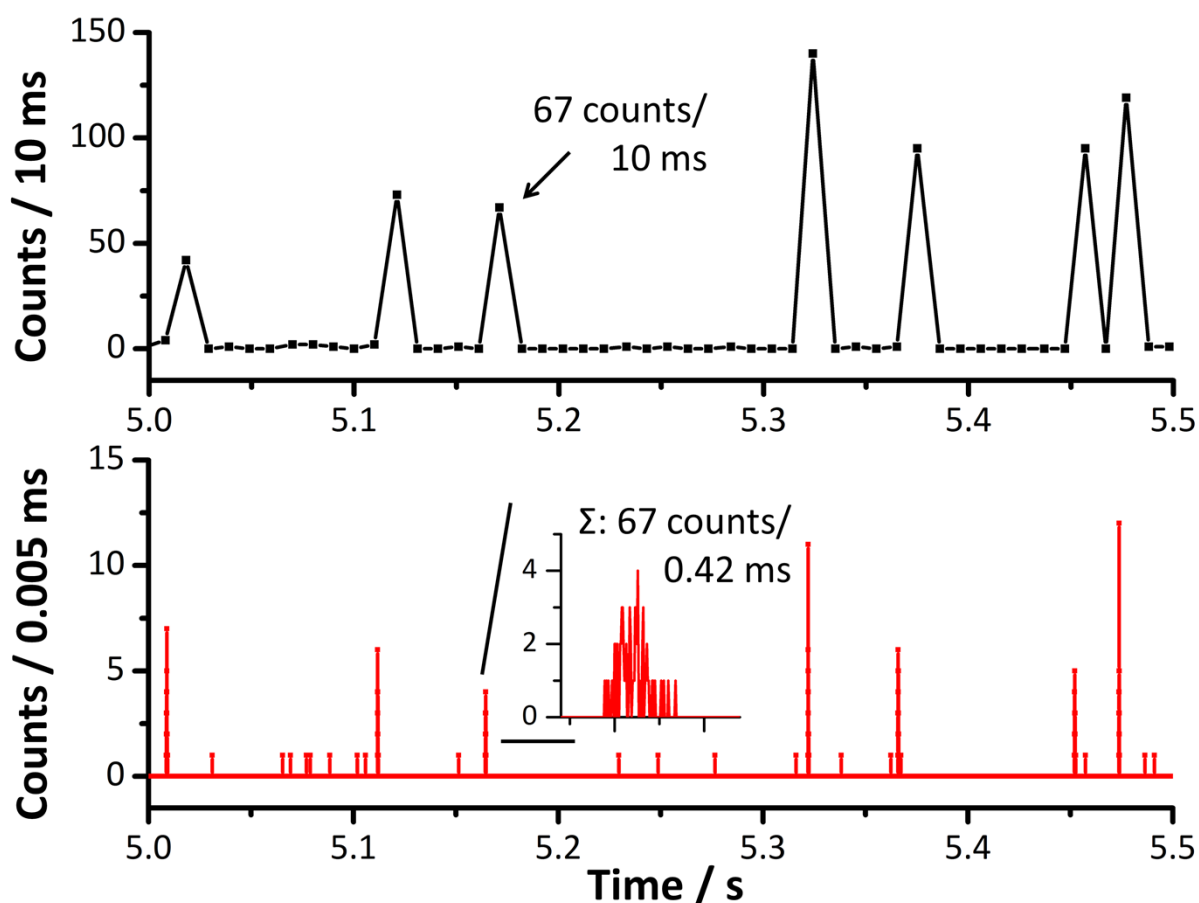 Counts / 10 ms
150
100
50
0
67 counts/
10 ms
5.0 5.1 5.2 5.3 5.4 5.5
Counts / 0.005 ms
15
10
5
0
Σ: 67 counts/
0.42 ms
4
2
0
5.0 5.1 5.2 5.3 5.4 5.5
Time / s